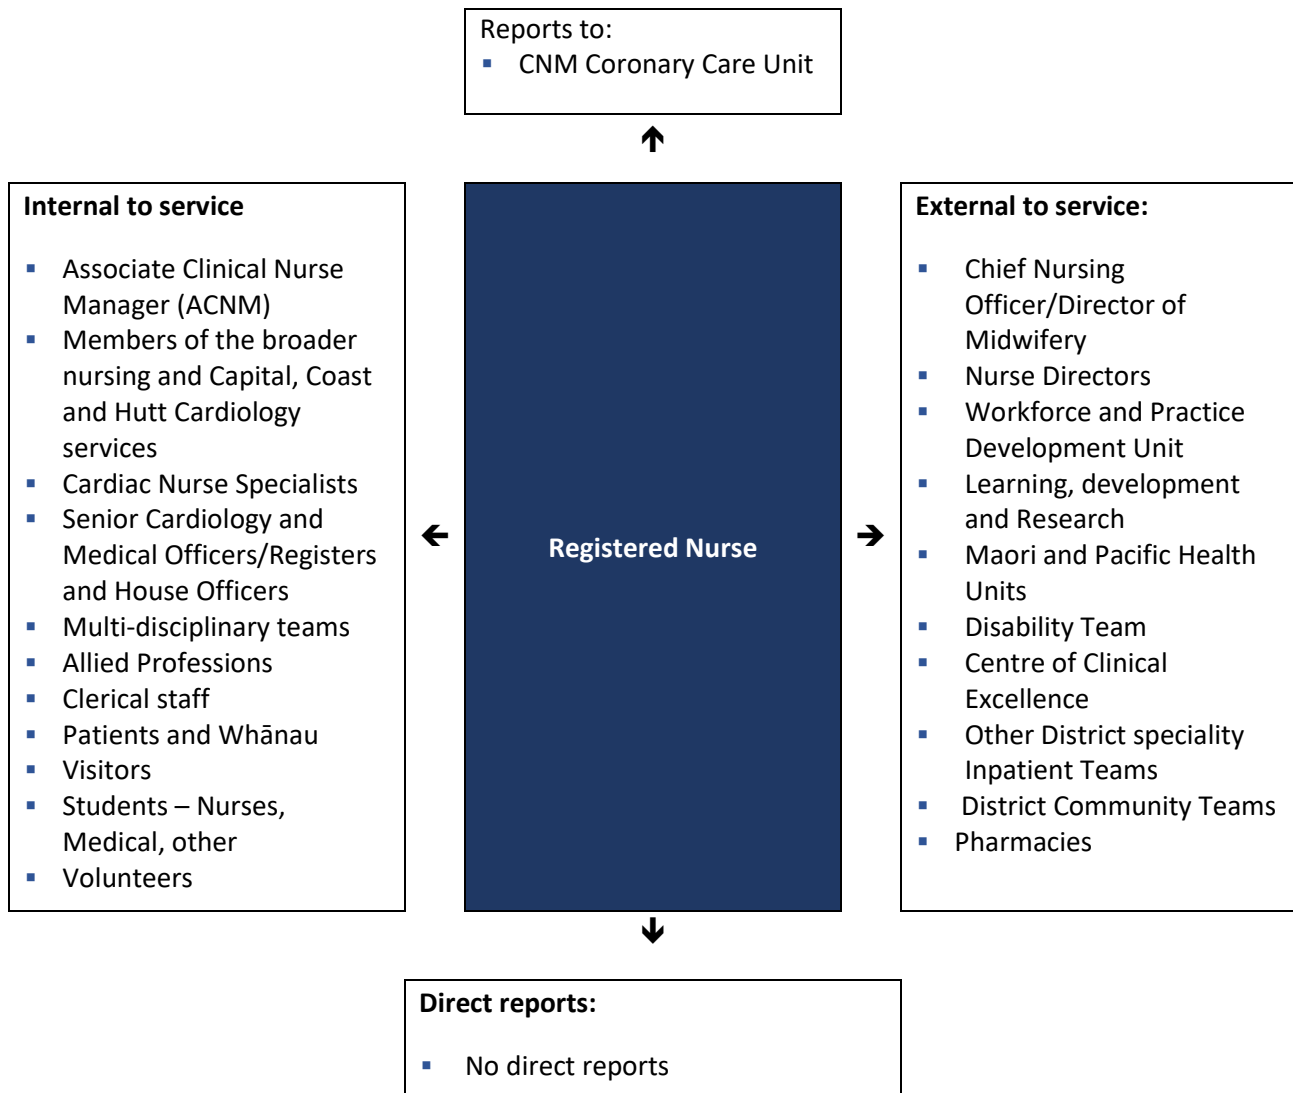 Reports to:
▪ CNM Coronary Care Unit
Internal to service
▪ Associate Clinical Nurse
Manager (ACNM)
▪ Members of the broader
nursing and Capital, Coast
and Hutt Cardiology
services
▪ Cardiac Nurse Specialists
▪ Senior Cardiology and
Medical Officers/Registers
and House Officers
▪ Multi-disciplinary teams
▪ Allied Professions
▪ Clerical staff
▪ Patients and Whānau
▪ Visitors
▪ Students – Nurses,
Medical, other
▪ Volunteers
Registered Nurse
External to service:
▪ Chief Nursing
Officer/Director of
Midwifery
▪ Nurse Directors
▪ Workforce and Practice
Development Unit
▪ Learning, development
and Research
▪ Maori and Pacific Health
Units
▪ Disability Team
▪ Centre of Clinical
Excellence
▪ Other District speciality
Inpatient Teams
▪ District Community Teams
▪ Pharmacies
Direct reports:
▪ No direct reports